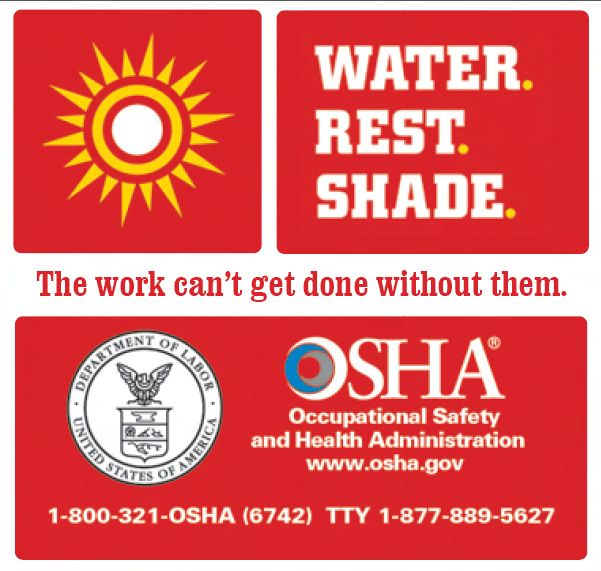 WATER.
REST.
SHADE.
The work can't get done without them.
DEPARTMENT OF LABOR
UNITED STATES OF AMERICA
OSHA®
Occupational Safety
and Health Administration
www.osha.gov
1-800-321-OSHA (6742) TTY 1-877-889-5627